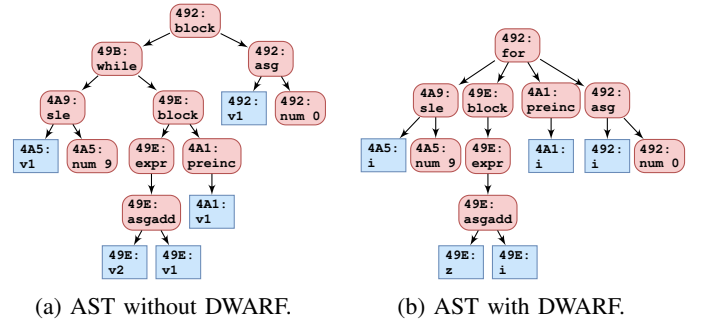 492:
block
49B:
while
492:
asg
4A9:
sle
49E:
block
492:
v1
492:
num 0
4A5:
v1
4A5:
num 9
49E:
expr
4A1:
preinc
49E:
asgadd
4A1:
v1
49E:
v2
49E:
v1
(a) AST without DWARF.
492:
for
4A9:
sle
49E:
block
4A1:
preinc
492:
asg
4A5:
i
4A5:
num 9
49E:
expr
4A1:
i
492:
i
492:
num 0
49E:
asgadd
49E:
z
49E:
i
(b) AST with DWARF.